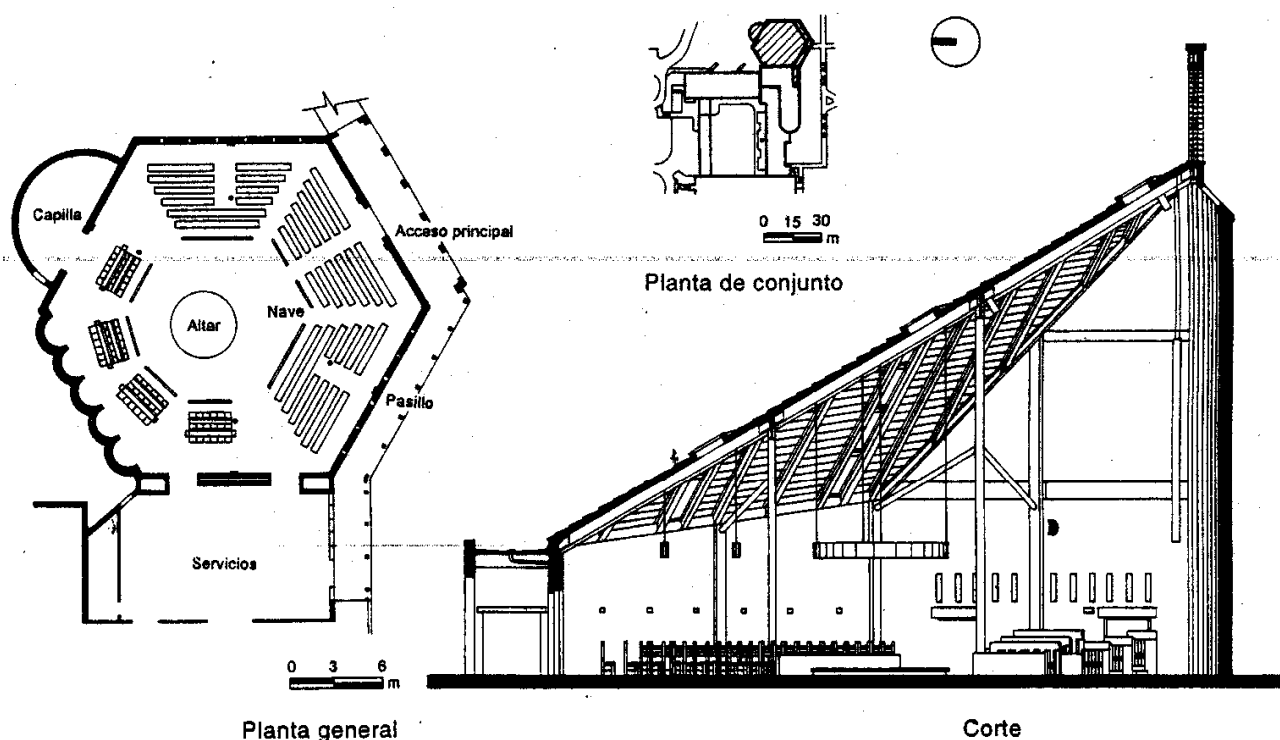 Capilla
Acceso principal
Nave
Altar
Pasillo
Servicios
0 3 6
m
Planta general
0 15 30
m
Planta de conjunto
Corte